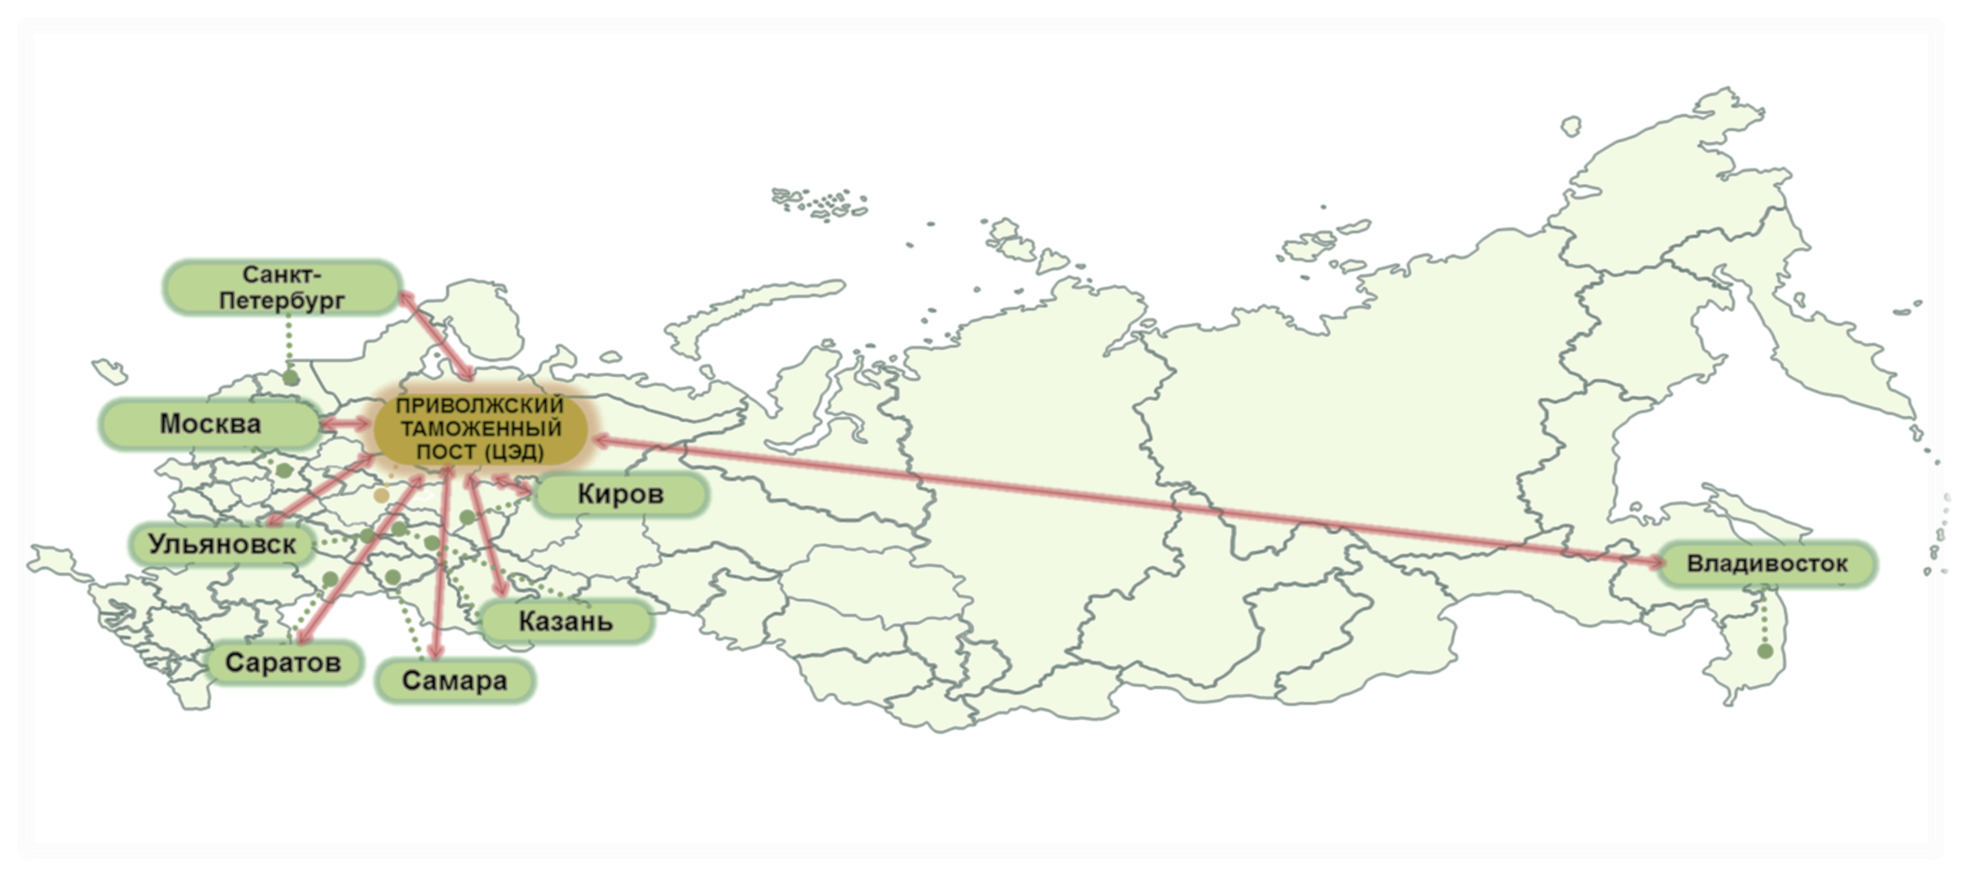 Санкт-
Петербург
Москва
ПРИВОЛЖСКИЙ
ТАМОЖЕННЫЙ
ПОСТ (ЦЭД)
Киров
Ульяновск
Владивосток
Казань
Саратов
Самара